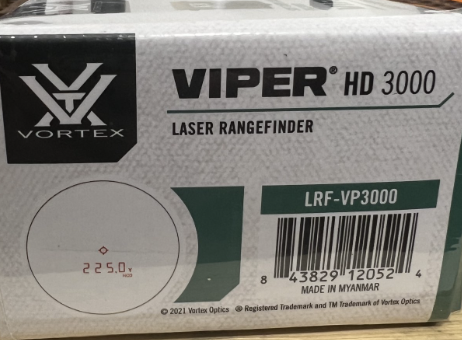 VORTEX
VIPER® HD 3000
LASER RANGEFINDER
225.0 Y
HCD
LRF-VP3000
8 43829 12052 4
MADE IN MYANMAR
© 2021 Vortex Optics ® Registered Trademark and TM Trademark of Vortex Optics